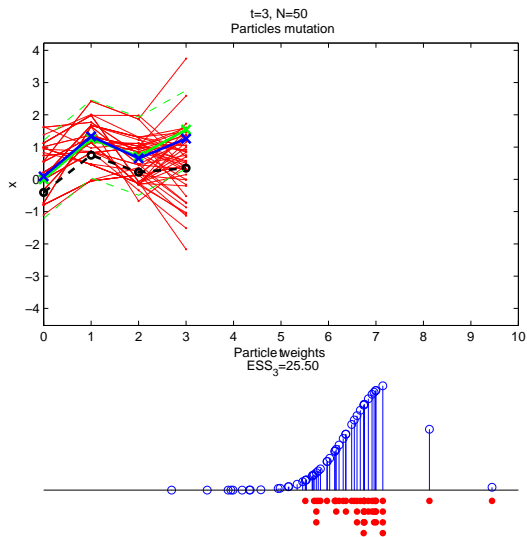 t=3, N=50
Particles mutation
4
3
2
1
0
−1
−2
−3
−4
x
0 1 2 3 4 5 6 7 8 9 10
t
Particle weights
ESS3=25.50